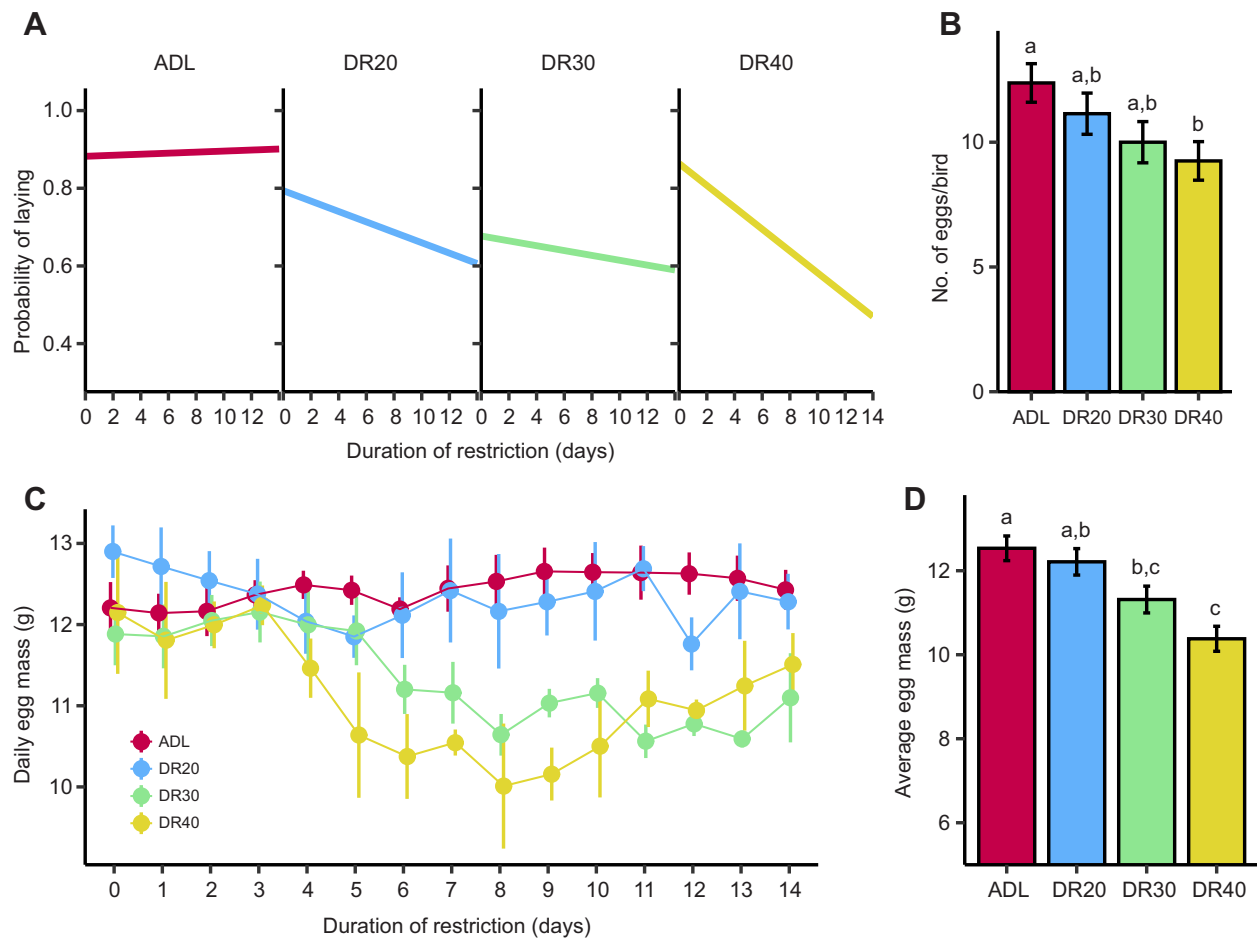 A
ADL DR20 DR30 DR40
Probability of laying
1.0
0.8
0.6
0.4
0 2 4 6 8 10 12 0 2 4 6 8 10 12 0 2 4 6 8 10 12 0 2 4 6 8 10 12 14
Duration of restriction (days)
B
No. of eggs/bird
10
5
0
a a,b a,b b
ADL DR20 DR30 DR40
C
Daily egg mass (g)
13
12
11
10
ADL
DR20
DR30
DR40
0 1 2 3 4 5 6 7 8 9 10 11 12 13 14
Duration of restriction (days)
D
Average egg mass (g)
12
10
8
6
a a,b b,c c
ADL DR20 DR30 DR40